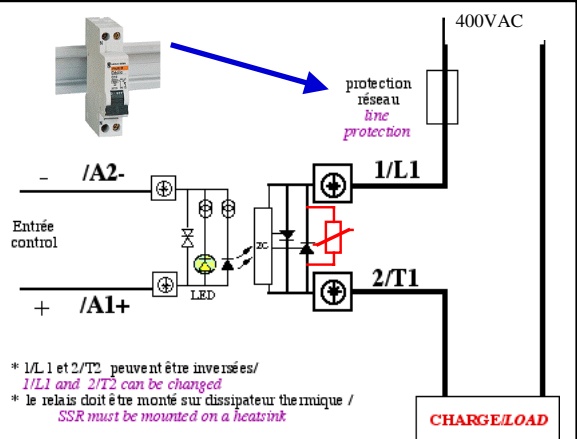 400VAC
protection
réseau
line
protection
1/L1
- /A2-
Entrée
control
ZC
2/T1
LED
+ /A1+
* 1/L1 et 2/T2 peuvent être inversées/
1/L1 and 2/T2 can be changed
* le relais doit être monté sur dissipateur thermique /
SSR must be mounted on a heatsink
CHARGE/LOAD